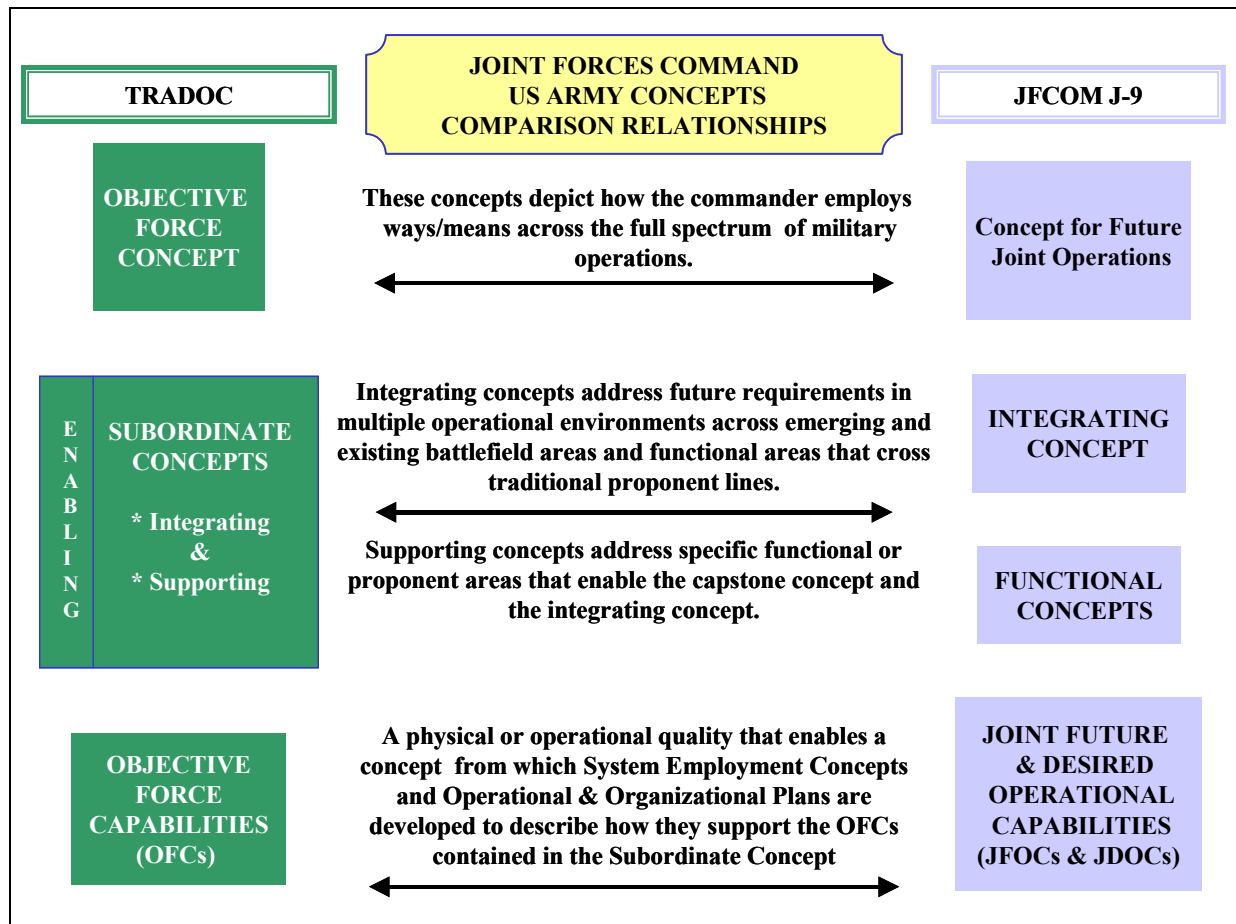 TRADOC
JOINT FORCES COMMAND
US ARMY CONCEPTS
COMPARISON RELATIONSHIPS
JFCOM J-9
OBJECTIVE
FORCE
CONCEPT
These concepts depict how the commander employs
ways/means across the full spectrum of military
operations.
Concept for Future
Joint Operations
E
N
A
B
L
I
N
G
SUBORDINATE
CONCEPTS
* Integrating
&
* Supporting
Integrating concepts address future requirements in
multiple operational environments across emerging and
existing battlefield areas and functional areas that cross
traditional proponent lines.
INTEGRATING
CONCEPT
Supporting concepts address specific functional or
proponent areas that enable the capstone concept and
the integrating concept.
FUNCTIONAL
CONCEPTS
OBJECTIVE
FORCE
CAPABILITIES
(OFCs)
A physical or operational quality that enables a
concept from which System Employment Concepts
and Operational & Organizational Plans are
developed to describe how they support the OFCs
contained in the Subordinate Concept
JOINT FUTURE
& DESIRED
OPERATIONAL
CAPABILITIES
(JFOCs & JDOCs)